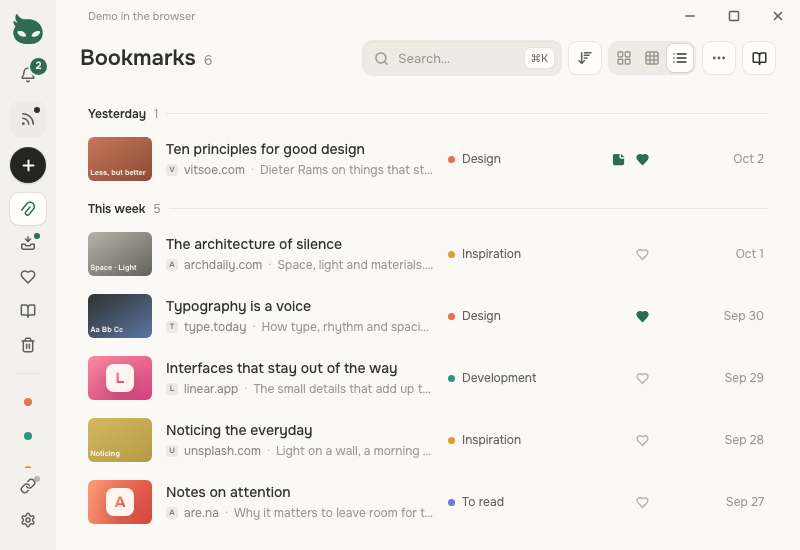 Demo in the browser
2
Bookmarks 6
Search... ⌘K
Yesterday 1
Less, but better
Ten principles for good design
V vitsoe.com · Dieter Rams on things that st...
Design
Oct 2
This week 5
Space · Light
The architecture of silence
A archdaily.com · Space, light and materials....
Inspiration
Oct 1
Aa Bb Cc
Typography is a voice
T type.today · How type, rhythm and spaci...
Design
Sep 30
L
Interfaces that stay out of the way
L linear.app · The small details that add up t...
Development
Sep 29
Noticing
Noticing the everyday
U unsplash.com · Light on a wall, a morning ...
Inspiration
Sep 28
A
Notes on attention
A are.na · Why it matters to leave room for t...
To read
Sep 27